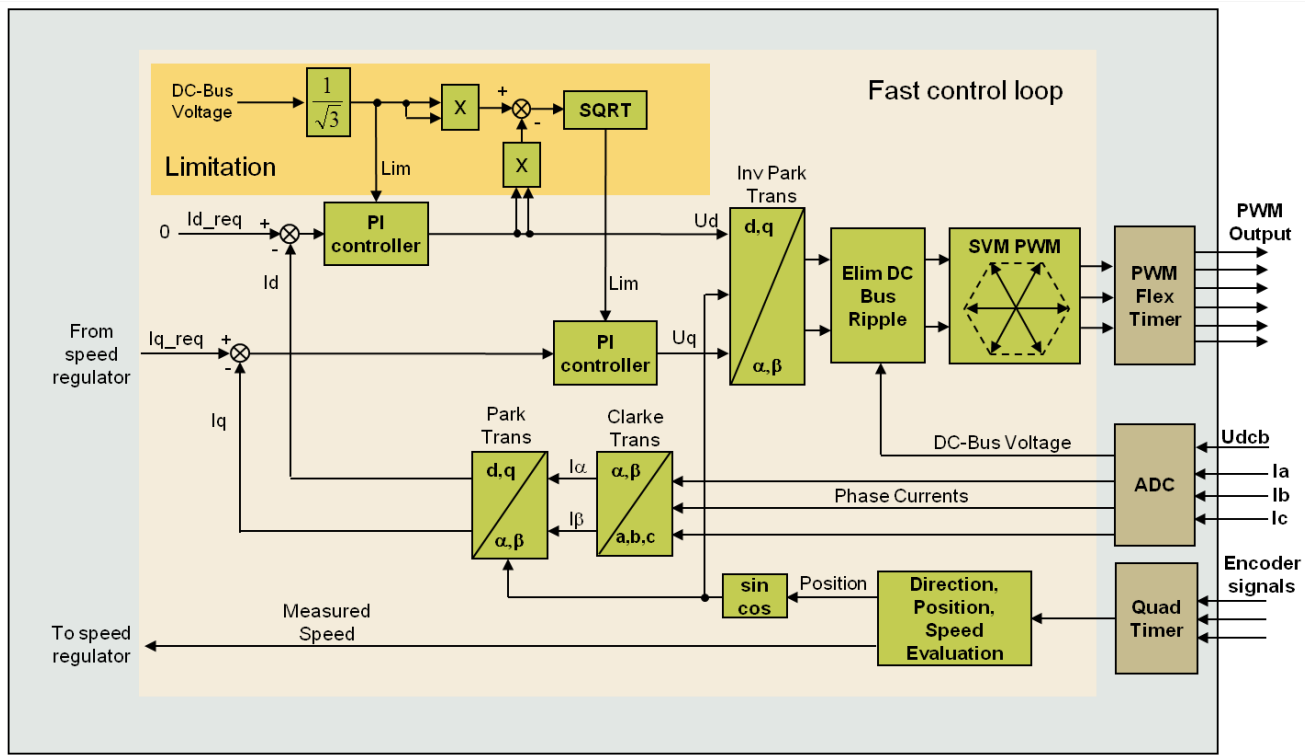 Fast control loop
DC-Bus
Voltage
1
√3
X
+
-
SQRT
X
Limitation
Lim
Inv Park
Trans
0
Id_req
+
-
PI
controller
Ud
d,q
α,β
Id
Lim
Elim DC
Bus
Ripple
SVM PWM
PWM
Flex
Timer
PWM
Output
From
speed
regulator
Iq_req
+
-
PI
controller
Uq
Iq
Park
Trans
Clarke
Trans
d,q
α,β
Iα
Iβ
α,β
a,b,c
DC-Bus Voltage
Phase Currents
ADC
Udcb
Ia
Ib
Ic
sin
cos
Position
Direction,
Position,
Speed
Evaluation
Quad
Timer
Encoder
signals
Measured
Speed
To speed
regulator